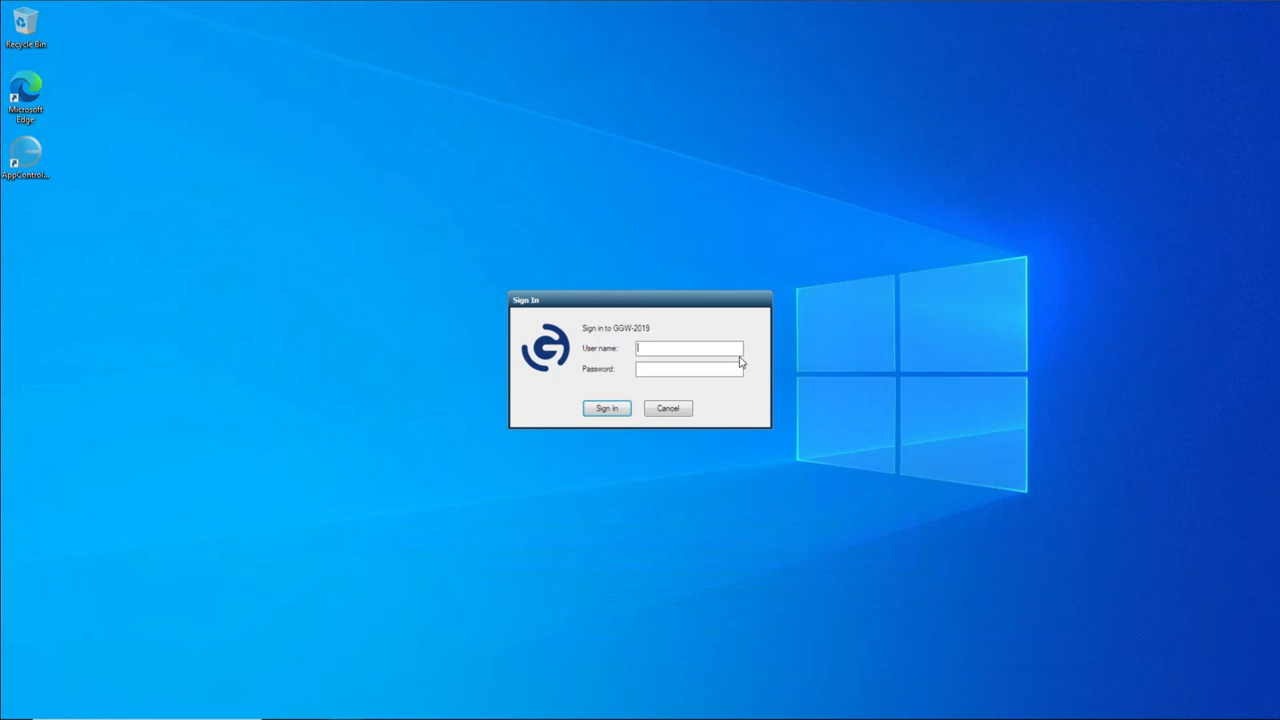 Recycle Bin
Microsoft
Edge
AppControl...
Sign In
Sign in to GGW-2019
User name:
Password:
Sign In
Cancel